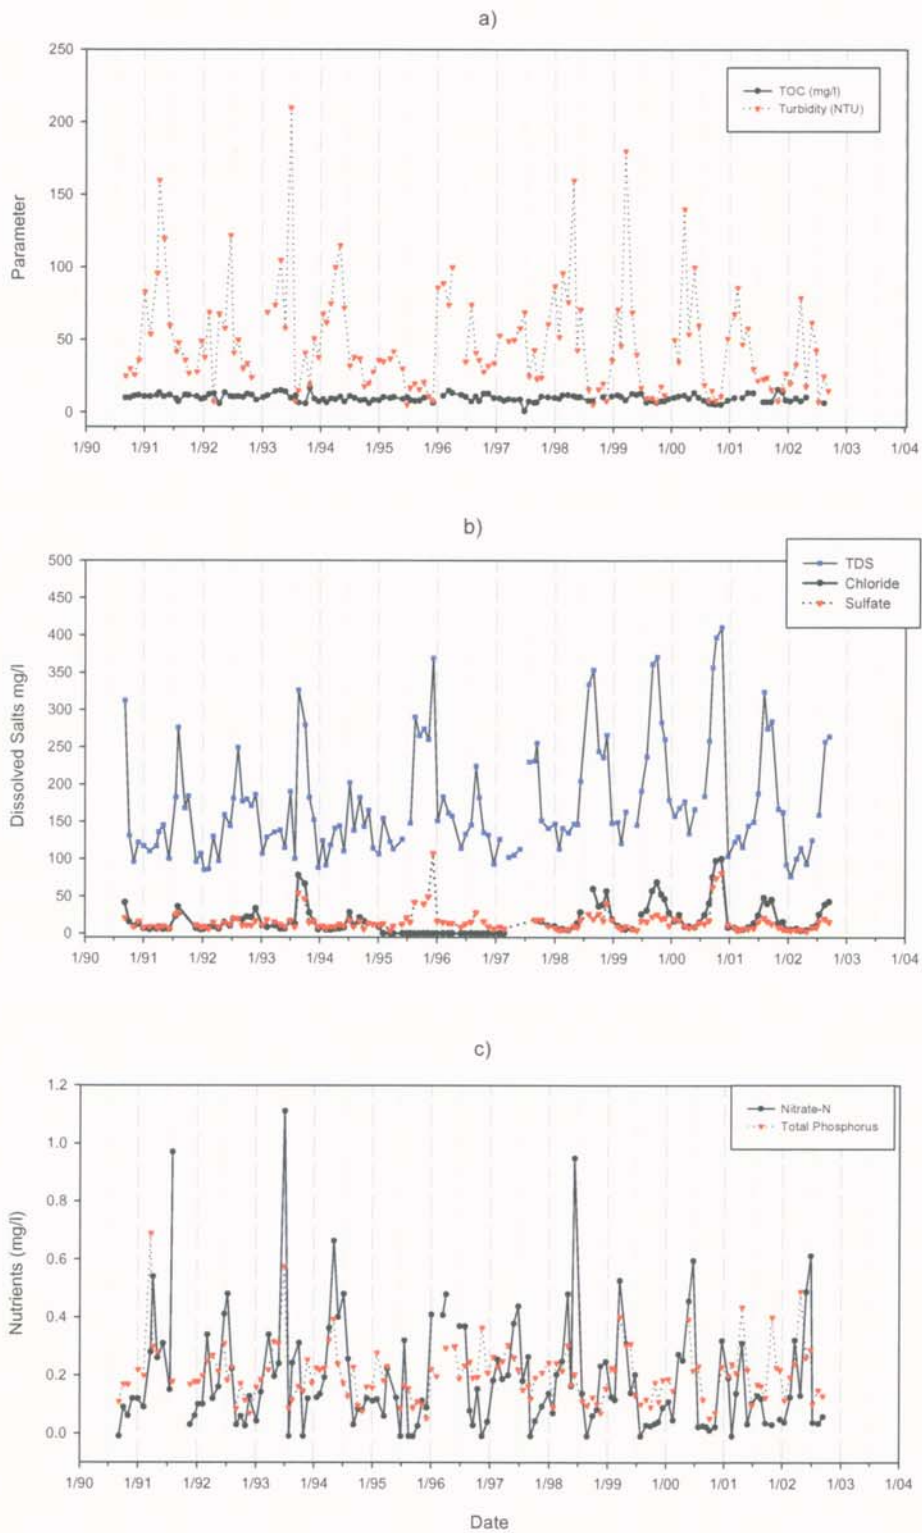 a)
250
200
150
100
50
0
Parameter
TOC (mg/l)
Turbidity (NTU)
1/90 1/91 1/92 1/93 1/94 1/95 1/96 1/97 1/98 1/99 1/00 1/01 1/02 1/03 1/04
b)
500
450
400
350
300
250
200
150
100
50
0
Dissolved Salts mg/l
TDS
Chloride
Sulfate
1/90 1/91 1/92 1/93 1/94 1/95 1/96 1/97 1/98 1/99 1/00 1/01 1/02 1/03 1/04
c)
1.2
1.0
0.8
0.6
0.4
0.2
0.0
Nutrients (mg/l)
Nitrate-N
Total Phosphorus
1/90 1/91 1/92 1/93 1/94 1/95 1/96 1/97 1/98 1/99 1/00 1/01 1/02 1/03 1/04
Date